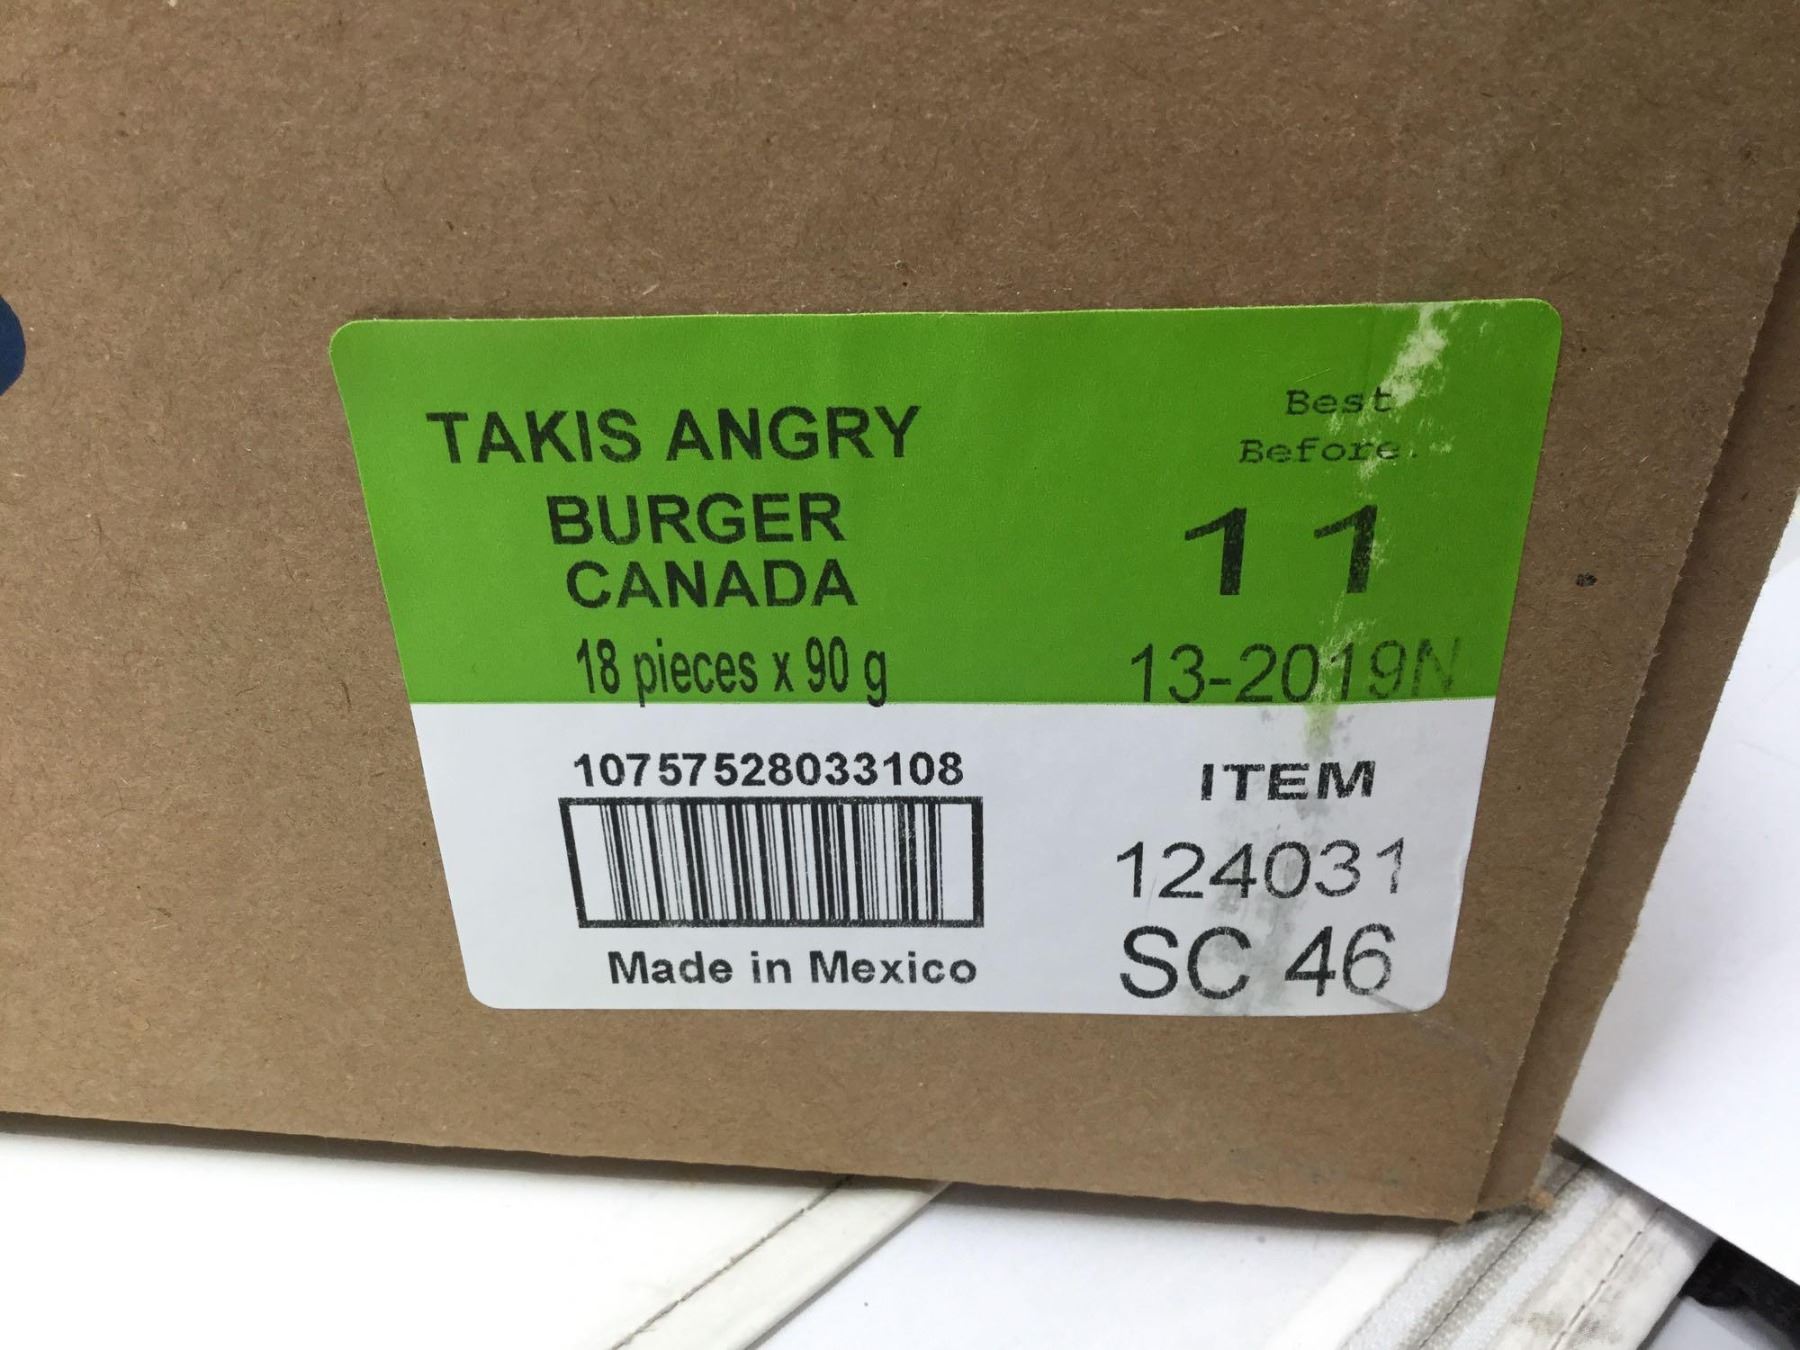 TAKIS ANGRY
BURGER
CANADA
18 pieces x 90 g
Best
Before
11
13-2019N
10757528033108
Made in Mexico
ITEM
124031
SC 46